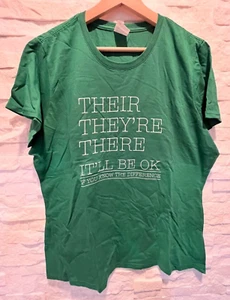 THEIR
THEY'RE
THERE
IT'LL BE OK
IF YOU KNOW THE DIFFERENCE